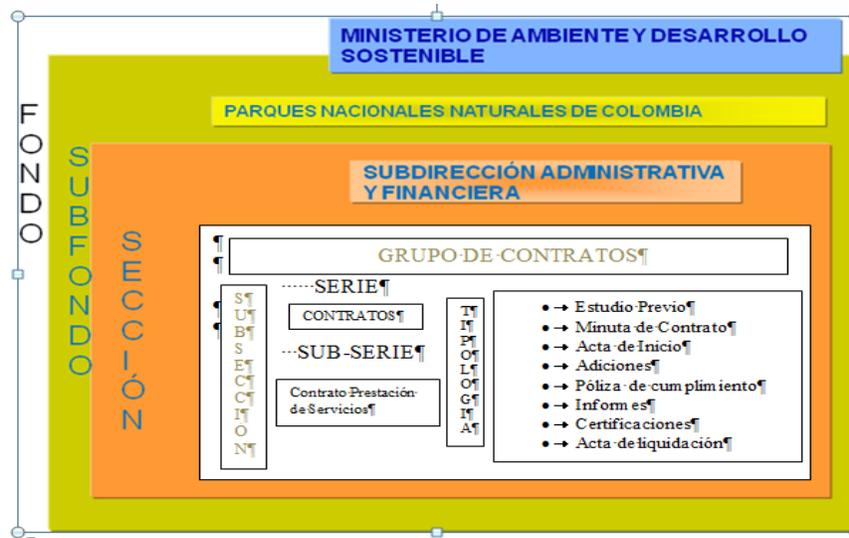 MINISTERIO DE AMBIENTE Y DESARROLLO
SOSTENIBLE
FONDO
PARQUES NACIONALES NATURALES DE COLOMBIA
SUBFONDO
SUBDIRECCIÓN ADMINISTRATIVA
Y FINANCIERA
SECCIÓN
¶
¶
GRUPO·DE·CONTRATOS¶
······SERIE¶
¶
¶
S¶
U¶
B¶
S
E¶
C¶
C¶
I¶
O
N¶
CONTRATOS¶
···SUB-SERIE¶
Contrato·Prestación·
de·Servicios¶
T¶
I¶
P¶
O¶
L¶
O¶
G¶
I¶
A¶
•→Estudio·Previo¶
•→Minuta·de·Contrato¶
•→Acta·de·Inicio¶
•→Adiciones¶
•→Póliza·de·cumplimiento¶
•→Informes¶
•→Certificaciones¶
•→Acta·de·liquidación¶